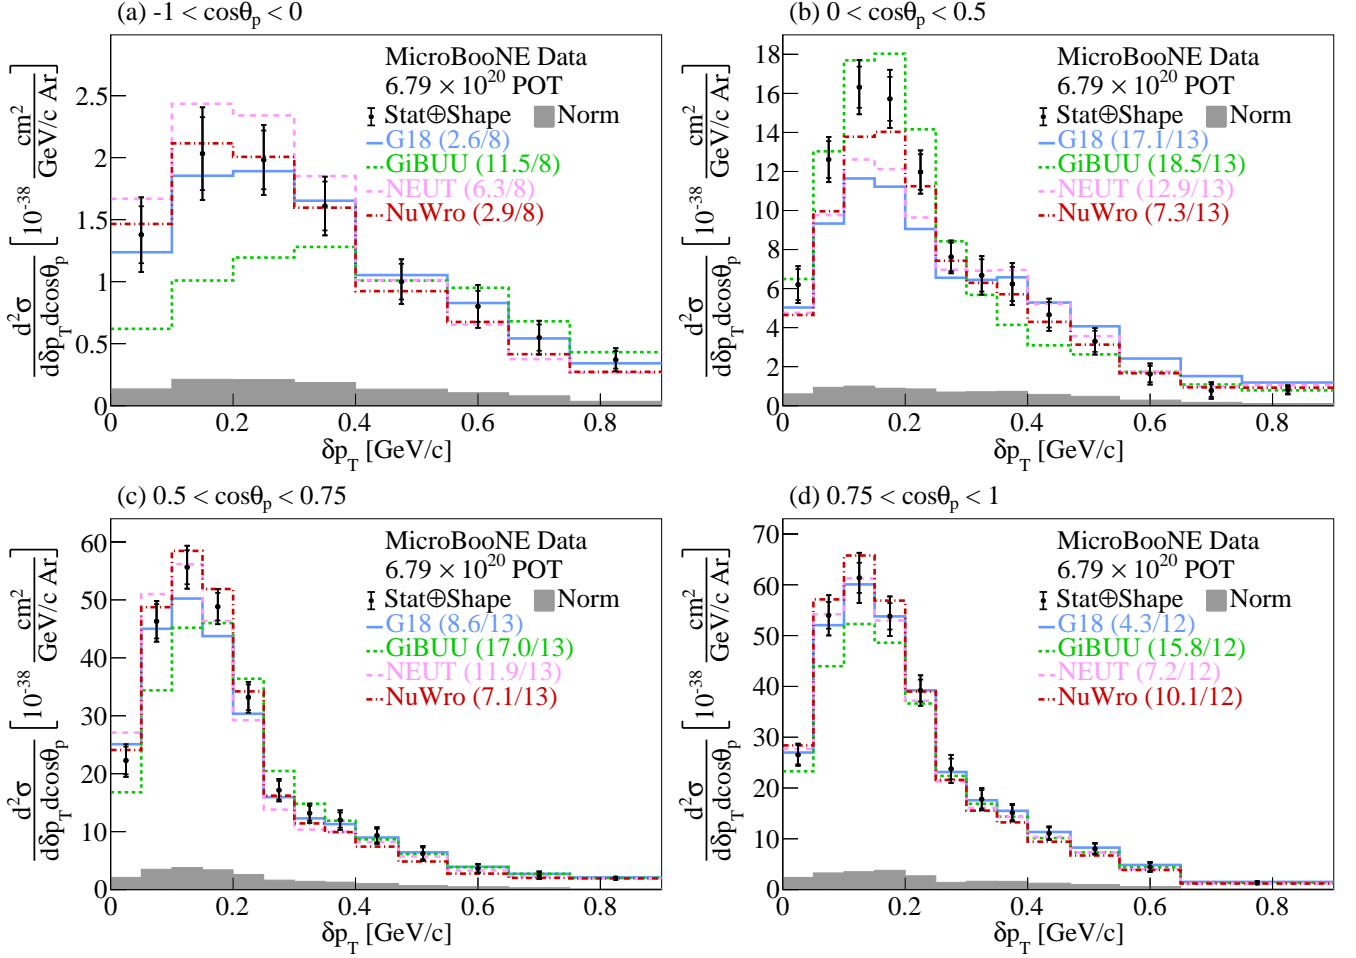 (a) -1 < cosθp < 0
d²σ
dδpT dcosθp
[10⁻³⁸ cm²
GeV/c Ar]
2.5
2
1.5
1
0.5
0
MicroBooNE Data
6.79 × 10²⁰ POT
Stat⊕Shape Norm
G18 (2.6/8)
GiBUU (11.5/8)
NEUT (6.3/8)
NuWro (2.9/8)
0 0.2 0.4 0.6 0.8
δpT [GeV/c]
(b) 0 < cosθp < 0.5
d²σ
dδpT dcosθp
[10⁻³⁸ cm²
GeV/c Ar]
18
16
14
12
10
8
6
4
2
0
MicroBooNE Data
6.79 × 10²⁰ POT
Stat⊕Shape Norm
G18 (17.1/13)
GiBUU (18.5/13)
NEUT (12.9/13)
NuWro (7.3/13)
0 0.2 0.4 0.6 0.8
δpT [GeV/c]
(c) 0.5 < cosθp < 0.75
d²σ
dδpT dcosθp
[10⁻³⁸ cm²
GeV/c Ar]
60
50
40
30
20
10
0
MicroBooNE Data
6.79 × 10²⁰ POT
Stat⊕Shape Norm
G18 (8.6/13)
GiBUU (17.0/13)
NEUT (11.9/13)
NuWro (7.1/13)
0 0.2 0.4 0.6 0.8
δpT [GeV/c]
(d) 0.75 < cosθp < 1
d²σ
dδpT dcosθp
[10⁻³⁸ cm²
GeV/c Ar]
70
60
50
40
30
20
10
0
MicroBooNE Data
6.79 × 10²⁰ POT
Stat⊕Shape Norm
G18 (4.3/12)
GiBUU (15.8/12)
NEUT (7.2/12)
NuWro (10.1/12)
0 0.2 0.4 0.6 0.8
δpT [GeV/c]